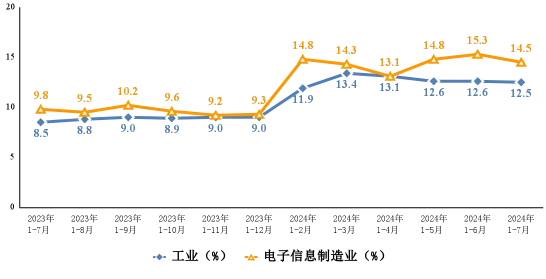 20
15
10
5
0
9.8 9.5 10.2 9.6 9.2 9.3 14.8 14.3 13.1 14.8 15.3 14.5
8.5 8.8 9.0 8.9 9.0 9.0 11.9 13.4 13.1 12.6 12.6 12.5
2023年 2023年 2023年 2023年 2023年 2023年 2024年 2024年 2024年 2024年 2024年 2024年
1-7月 1-8月 1-9月 1-10月 1-11月 1-12月 1-2月 1-3月 1-4月 1-5月 1-6月 1-7月
工业（%） 电子信息制造业（%）